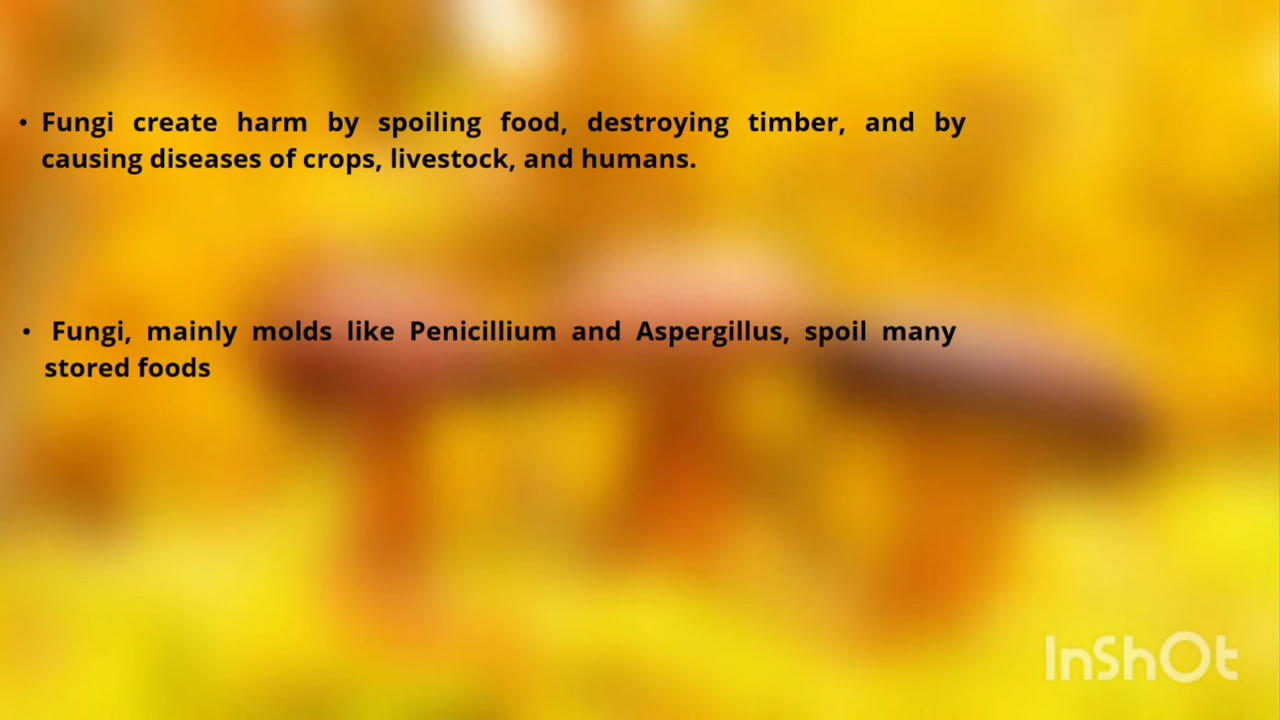 • Fungi create harm by spoiling food, destroying timber, and by
causing diseases of crops, livestock, and humans.
• Fungi, mainly molds like Penicillium and Aspergillus, spoil many
stored foods
InShOt